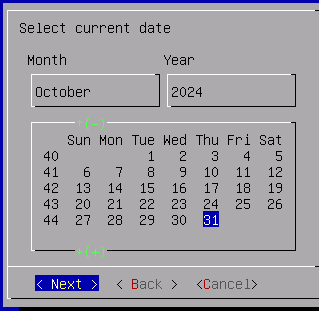 Select current date
Month Year
October 2024
+/+)
Sun Mon Tue Wed Thu Fri Sat
40 1 2 3 4 5
41 6 7 8 9 10 11 12
42 13 14 15 16 17 18 19
43 20 21 22 23 24 25 26
44 27 28 29 30 31
+/+)
< Next > < Back > <Cancel>